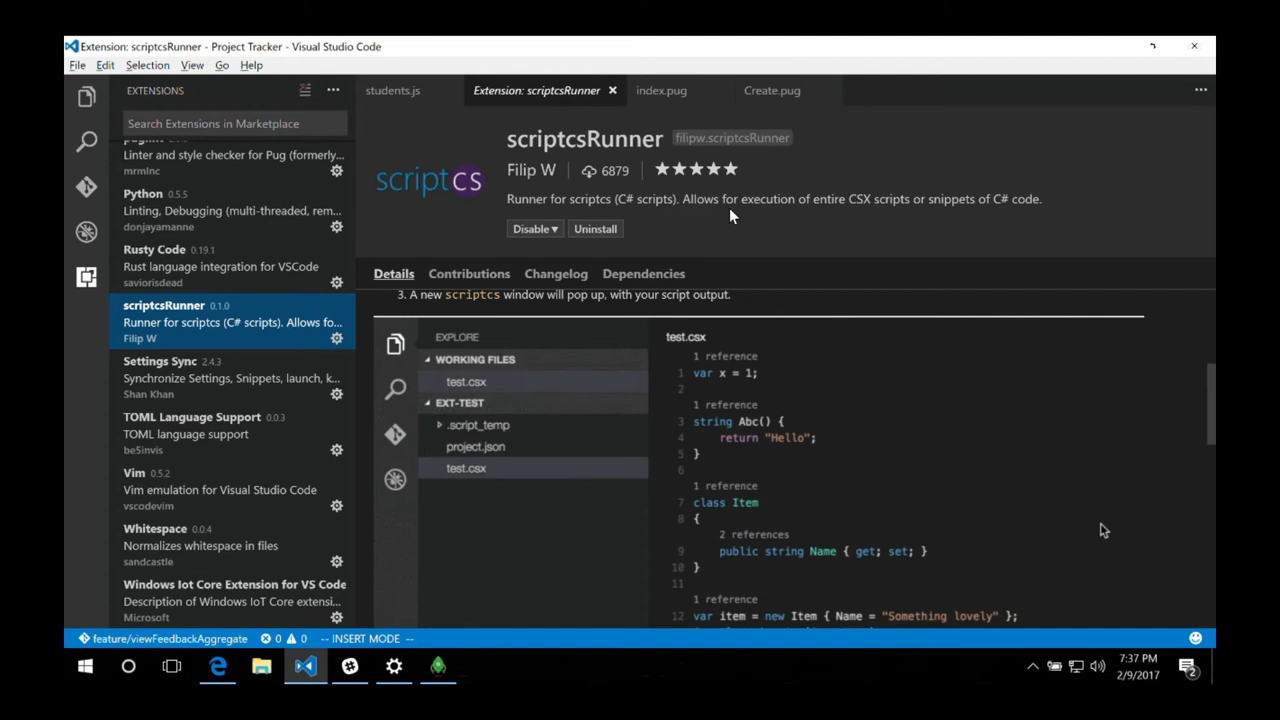 Extension: scriptcsRunner - Project Tracker - Visual Studio Code
File Edit Selection View Go Help
EXTENSIONS
Search Extensions in Marketplace
Linter and style checker for Pug (formerly...
mrmlnc
Python 0.5.5
Linting, Debugging (multi-threaded, rem...
donjayamanne
Rusty Code 0.19.1
Rust language integration for VSCode
saviorisdead
scriptcsRunner 0.1.0
Runner for scriptcs (C# scripts). Allows fo...
Filip W
Settings Sync 2.4.3
Synchronize Settings, Snippets, launch, k...
Shan Khan
TOML Language Support 0.0.3
TOML language support
be5invis
Vim 0.5.2
Vim emulation for Visual Studio Code
vscodevim
Whitespace 0.0.4
Normalizes whitespace in files
sandcastle
Windows Iot Core Extension for VS Code
Description of Windows IoT Core extensi...
Microsoft
students.js Extension: scriptcsRunner index.pug Create.pug
scriptcs
scriptcsRunner filipw.scriptcsRunner
Filip W 6879
Runner for scriptcs (C# scripts). Allows for execution of entire CSX scripts or snippets of C# code.
Disable Uninstall
Details Contributions Changelog Dependencies
3. A new scriptcs window will pop up, with your script output.
EXPLORE
WORKING FILES
test.csx
EXT-TEST
.script_temp
project.json
test.csx
test.csx
1 reference
1 var x = 1;
2
1 reference
3 string Abc() {
4 return "Hello";
5 }
6
1 reference
7 class Item
8 {
2 references
9 public string Name { get; set; }
10 }
11
1 reference
12 var item = new Item { Name = "Something lovely" };
feature/viewFeedbackAggregate 0 0 -- INSERT MODE --
7:37 PM
2/9/2017
2